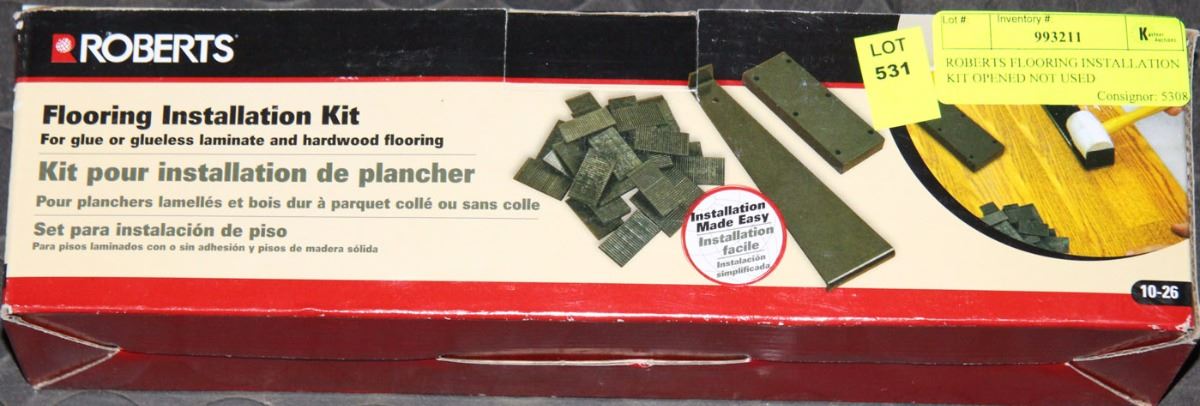 ROBERTS
Flooring Installation Kit
For glue or glueless laminate and hardwood flooring
Kit pour installation de plancher
Pour planchers lamellés et bois dur à parquet collé ou sans colle
Set para instalación de piso
Para pisos laminados con o sin adhesión y pisos de madera sólida
Installation
Made Easy
Installation
facile
Instalación
simplificada
LOT
531
Lot #:
Inventory #:
993211
Kastner
Auctions
ROBERTS FLOORING INSTALLATION
KIT OPENED NOT USED
Consignor: 5308
10-26